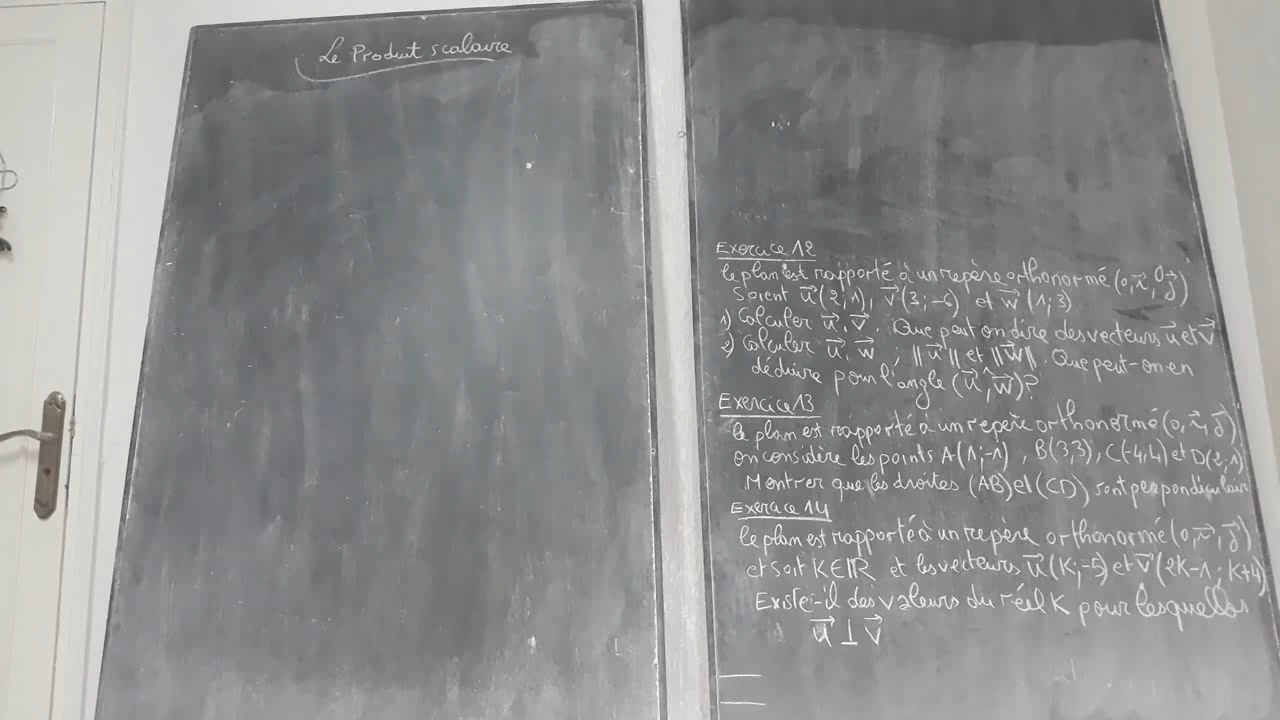 Le Produit scalaire
Exercice 12
le plan est rapporté à un repère orthonormé (0, i, j)
Soient u(2; 1), v(3; -6) et w(1; 3)
1) Calculer u. v. Que peut on dire des vecteurs u et v
2) Calculer u. w, ||u|| et ||w||. Que peut-on en
déduire pour l'angle (u, w)?
Exercice 13
le plan est rapporté à un repère orthonormé (0, i, j)
on considère les points A(1; -1), B(3,3), C(-4,4) et D(2; 1)
Montrer que les droites (AB) et (CD) sont perpendiculaire
Exercice 14
le plan est rapporté à un repère orthonormé (0, i, j)
et soit K∈IR et les vecteurs u(K; -5) et v(2K-1; K+4)
Existe-il des valeurs du réel K pour lesquelles
u ⊥ v